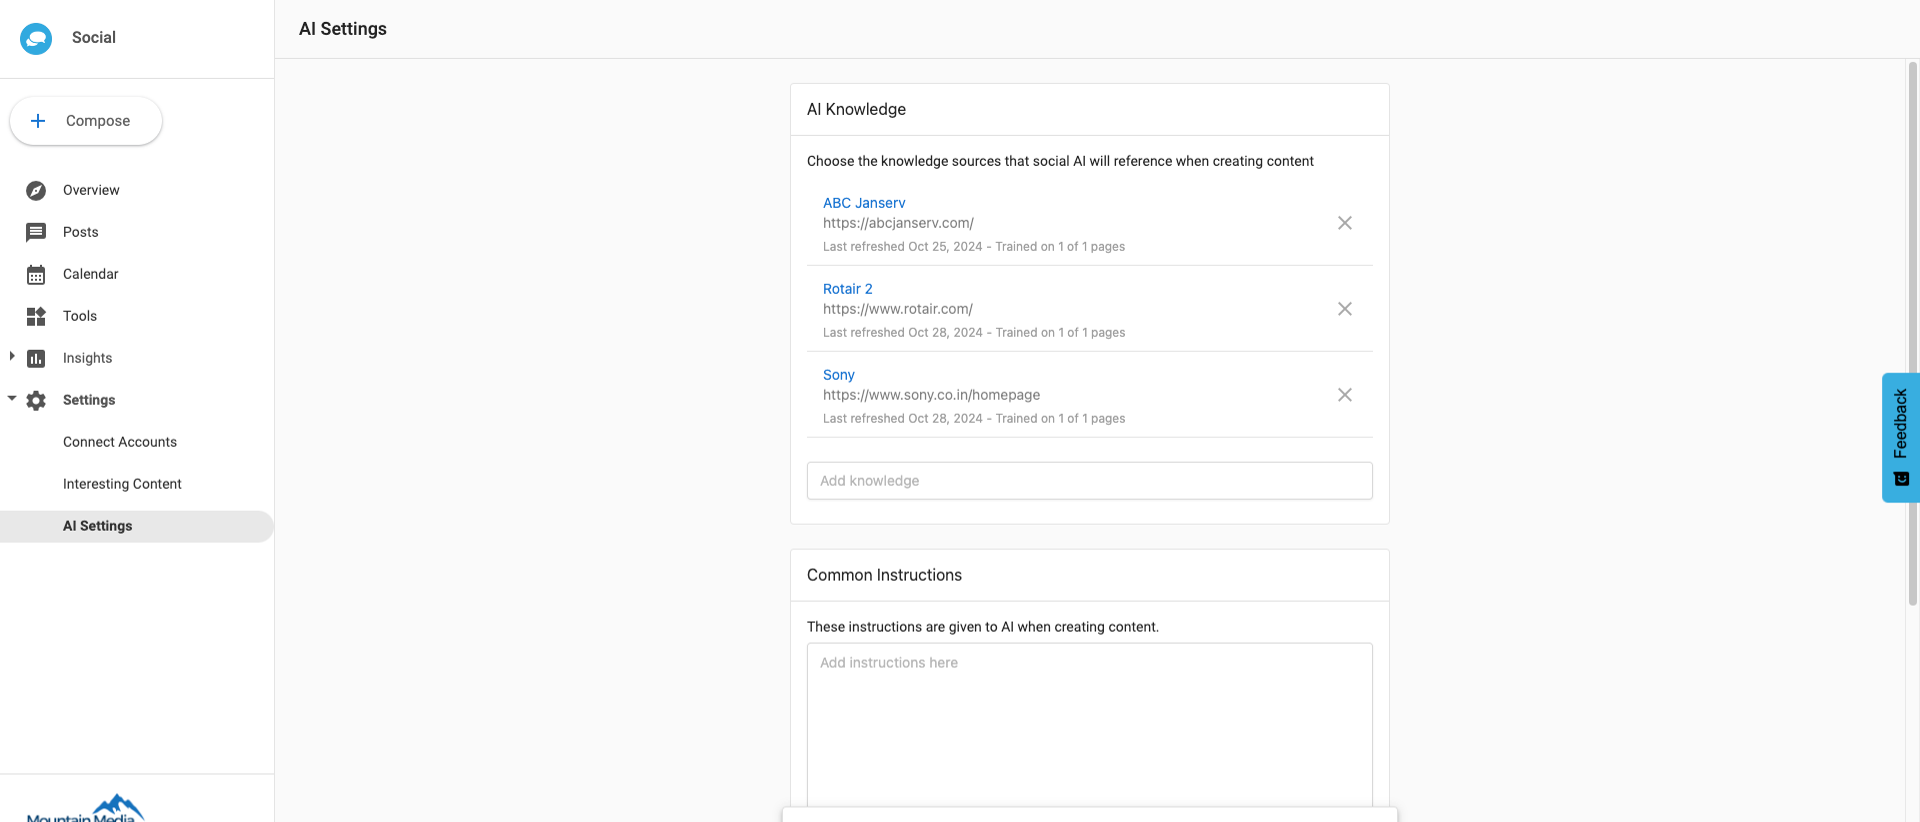 Social
AI Settings
Compose
Overview
Posts
Calendar
Tools
Insights
Settings
Connect Accounts
Interesting Content
AI Settings
Mountain Media
AI Knowledge
Choose the knowledge sources that social AI will reference when creating content
ABC Janserv
https://abcjanserv.com/
Last refreshed Oct 25, 2024 - Trained on 1 of 1 pages
Rotair 2
https://www.rotair.com/
Last refreshed Oct 28, 2024 - Trained on 1 of 1 pages
Sony
https://www.sony.co.in/homepage
Last refreshed Oct 28, 2024 - Trained on 1 of 1 pages
Add knowledge
Common Instructions
These instructions are given to AI when creating content.
Add instructions here
Feedback